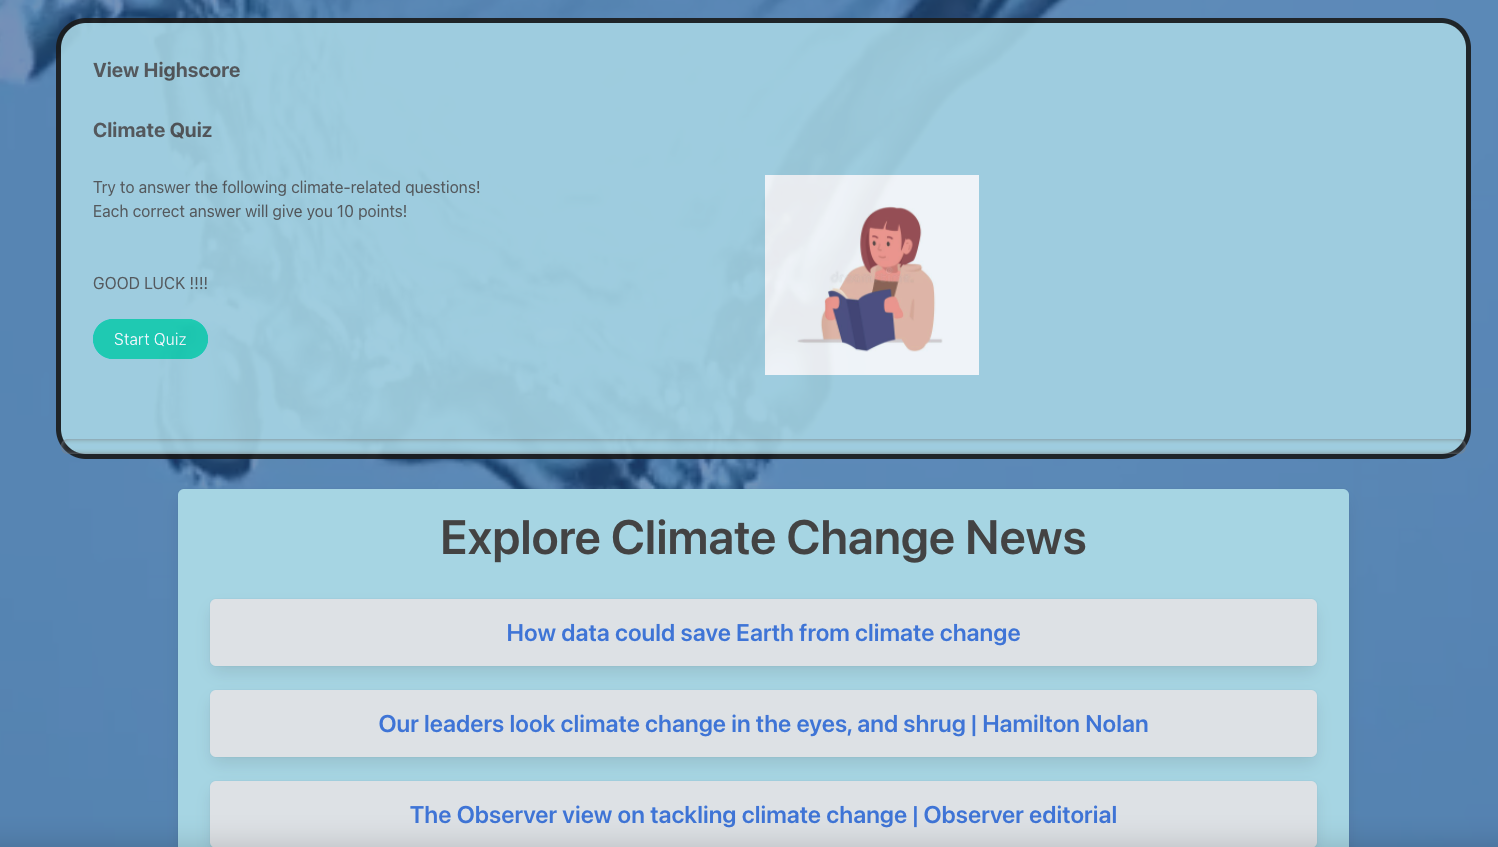 View Highscore
Climate Quiz
Try to answer the following climate-related questions!
Each correct answer will give you 10 points!
GOOD LUCK !!!!
Start Quiz
Explore Climate Change News
How data could save Earth from climate change
Our leaders look climate change in the eyes, and shrug | Hamilton Nolan
The Observer view on tackling climate change | Observer editorial